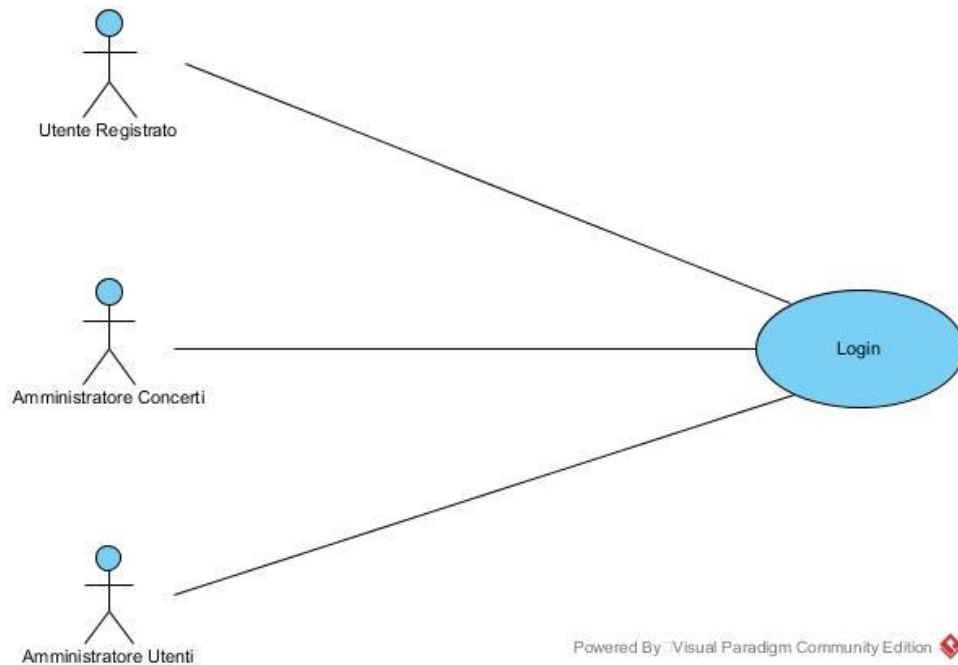 Utente Registrato
Login
Amministratore Concerti
Amministratore Utenti
Powered By Visual Paradigm Community Edition